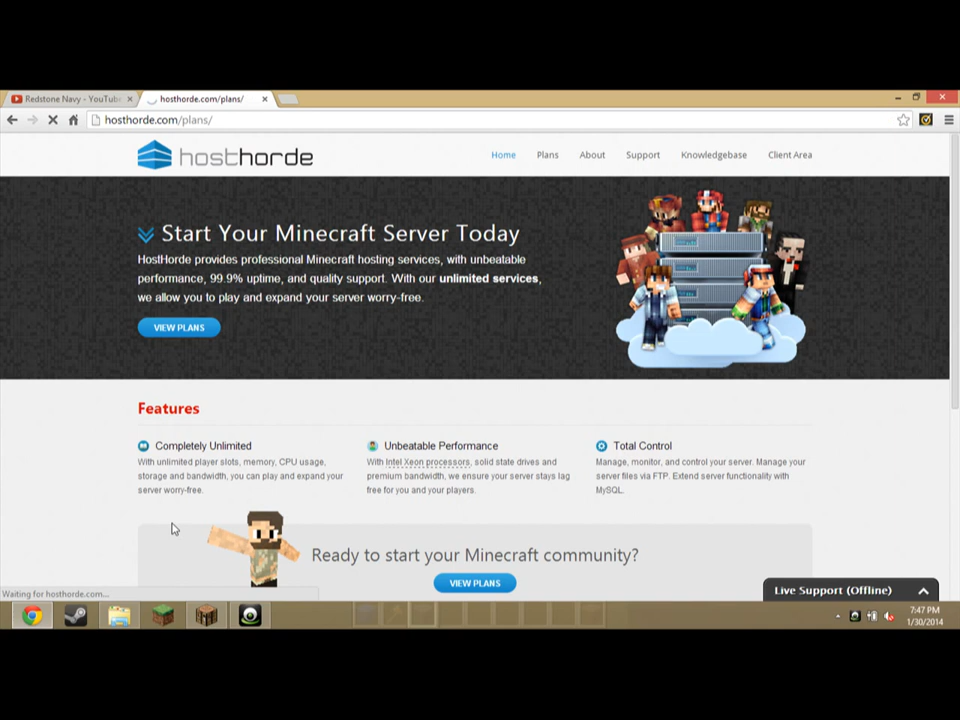 Redstone Navy - YouTube
hosthorde.com/plans/
hosthorde.com/plans/
hosthorde
Home
Plans
About
Support
Knowledgebase
Client Area
Start Your Minecraft Server Today
HostHorde provides professional Minecraft hosting services, with unbeatable
performance, 99.9% uptime, and quality support. With our unlimited services,
we allow you to play and expand your server worry-free.
VIEW PLANS
Features
Completely Unlimited
With unlimited player slots, memory, CPU usage,
storage and bandwidth, you can play and expand your
server worry-free.
Unbeatable Performance
With Intel Xeon processors, solid state drives and
premium bandwidth, we ensure your server stays lag
free for you and your players.
Total Control
Manage, monitor, and control your server. Manage your
server files via FTP. Extend server functionality with
MySQL.
Ready to start your Minecraft community?
VIEW PLANS
Live Support (Offline)
Waiting for hosthorde.com...
7:47 PM
1/30/2014